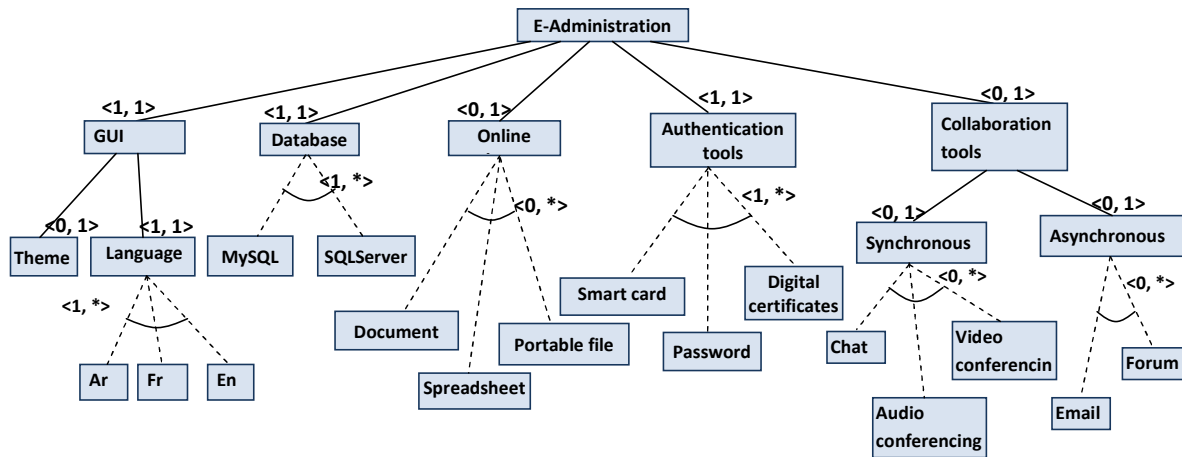 E-Administration
<1, 1>
GUI
<1, 1>
Database
<0, 1>
Online
<1, 1>
Authentication
tools
<0, 1>
Collaboration
tools
<0, 1>
Theme
<1, 1>
Language
<1, *>
MySQL
SQLServer
<0, *>
<1, *>
<0, 1>
Synchronous
<0, 1>
Asynchronous
<1, *>
Ar
Fr
En
Document
Spreadsheet
Portable file
Smart card
Password
Digital
certificates
<0, *>
Chat
Audio
conferencing
Video
conferencin
<0, *>
Email
Forum